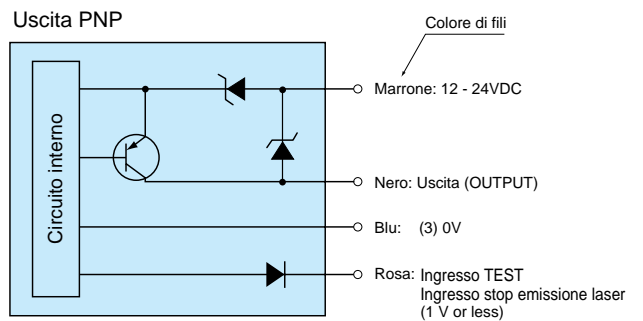 Uscita PNP
Colore di fili
Circuito interno
Marrone: 12 - 24VDC
Nero: Uscita (OUTPUT)
Blu: (3) 0V
Rosa: Ingresso TEST
Ingresso stop emissione laser
(1 V or less)